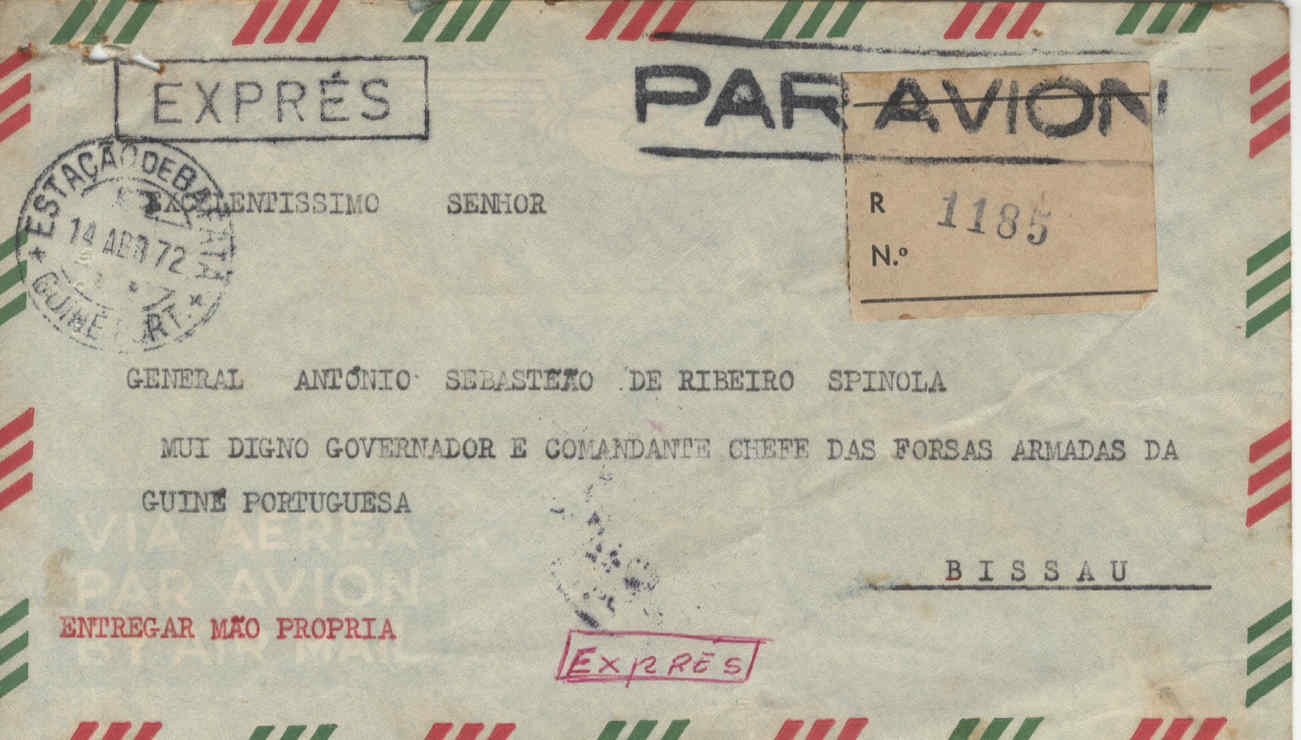 EXPRÉS
PAR AVION
ESTAÇÃO DE BAFATÁ
14 ABR 72
GUINÉ PORT.
R
N.º 1185
EXCELENTISSIMO SENHOR
GENERAL ANTÓNIO SEBASTEÃO DE RIBEIRO SPINOLA
MUI DIGNO GOVERNADOR E COMANDANTE CHEFE DAS FORSAS ARMADAS DA
GUINÉ PORTUGUESA
BISSAU
VIA AEREA
PAR AVION
BY AIR MAIL
ENTREGAR MÃO PROPRIA
EXPRÉS